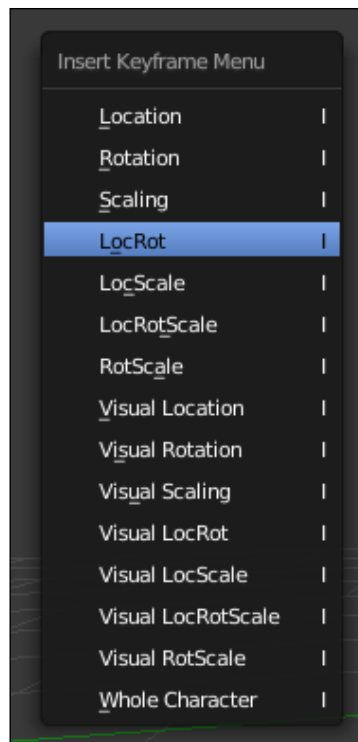 Insert Keyframe Menu
Location I
Rotation I
Scaling I
LocRot I
LocScale I
LocRotScale I
RotScale I
Visual Location I
Visual Rotation I
Visual Scaling I
Visual LocRot I
Visual LocScale I
Visual LocRotScale I
Visual RotScale I
Whole Character I